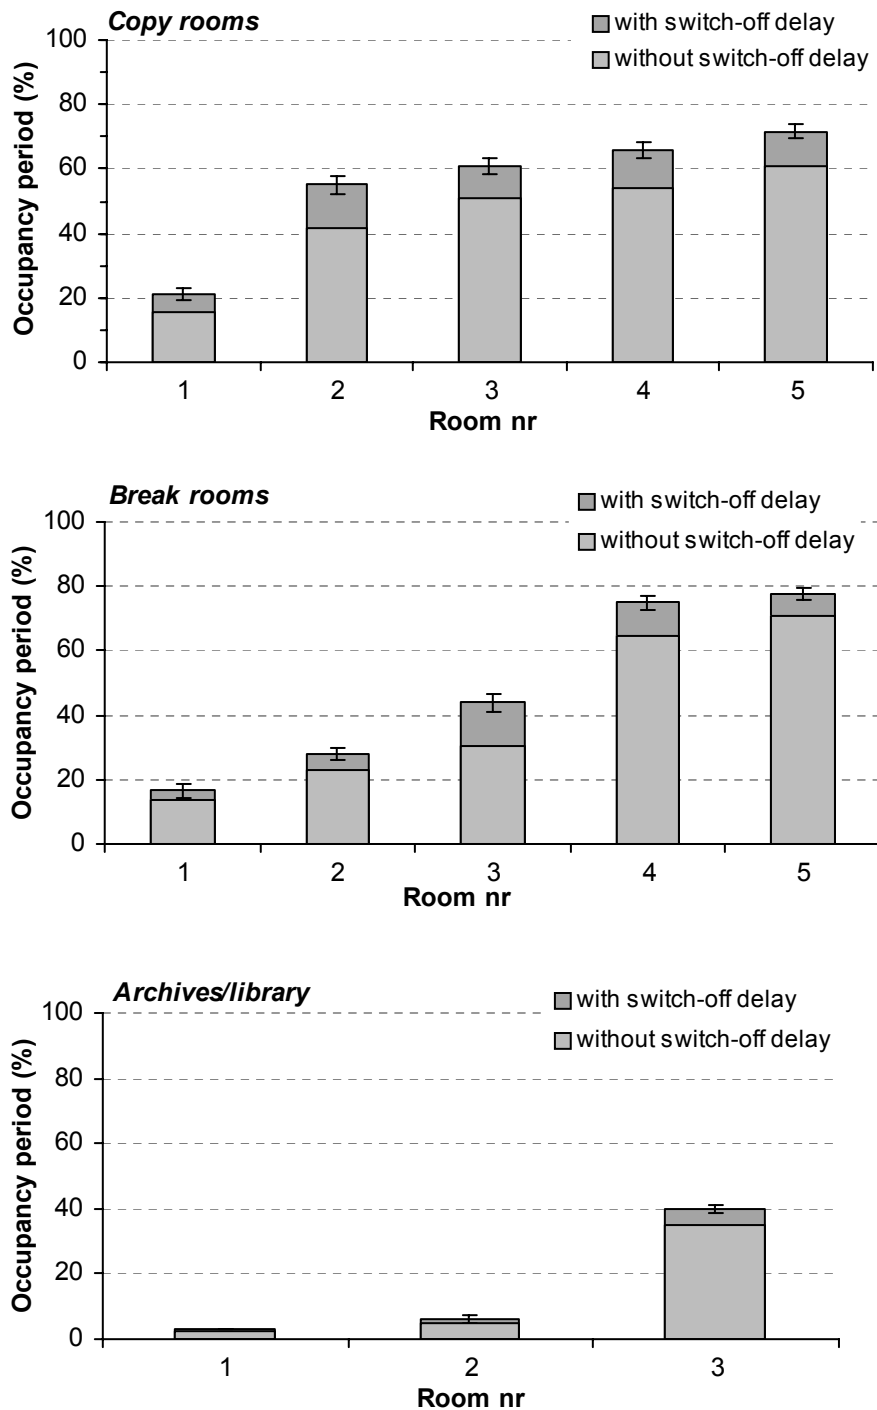 Copy rooms
with switch-off delay
without switch-off delay
Occupancy period (%)
100
80
60
40
20
0
1 2 3 4 5
Room nr
Break rooms
with switch-off delay
without switch-off delay
Occupancy period (%)
100
80
60
40
20
0
1 2 3 4 5
Room nr
Archives/library
with switch-off delay
without switch-off delay
Occupancy period (%)
100
80
60
40
20
0
1 2 3
Room nr